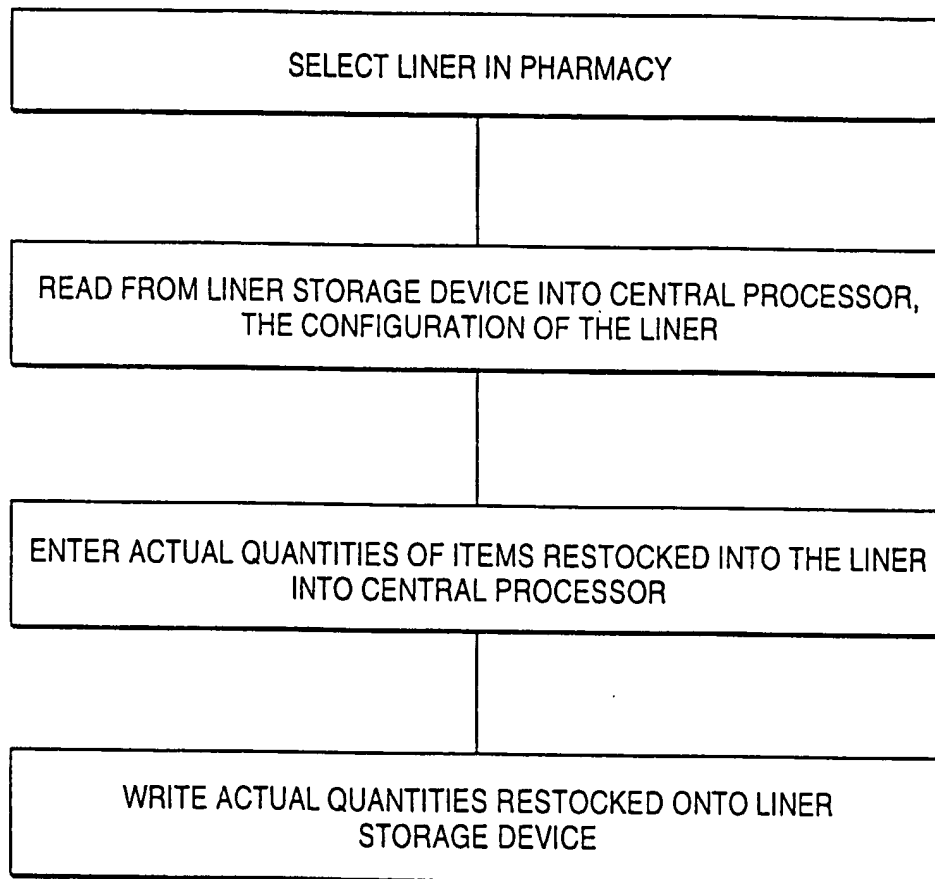 SELECT LINER IN PHARMACY
READ FROM LINER STORAGE DEVICE INTO CENTRAL PROCESSOR,
THE CONFIGURATION OF THE LINER
ENTER ACTUAL QUANTITIES OF ITEMS RESTOCKED INTO THE LINER
INTO CENTRAL PROCESSOR
WRITE ACTUAL QUANTITIES RESTOCKED ONTO LINER
STORAGE DEVICE